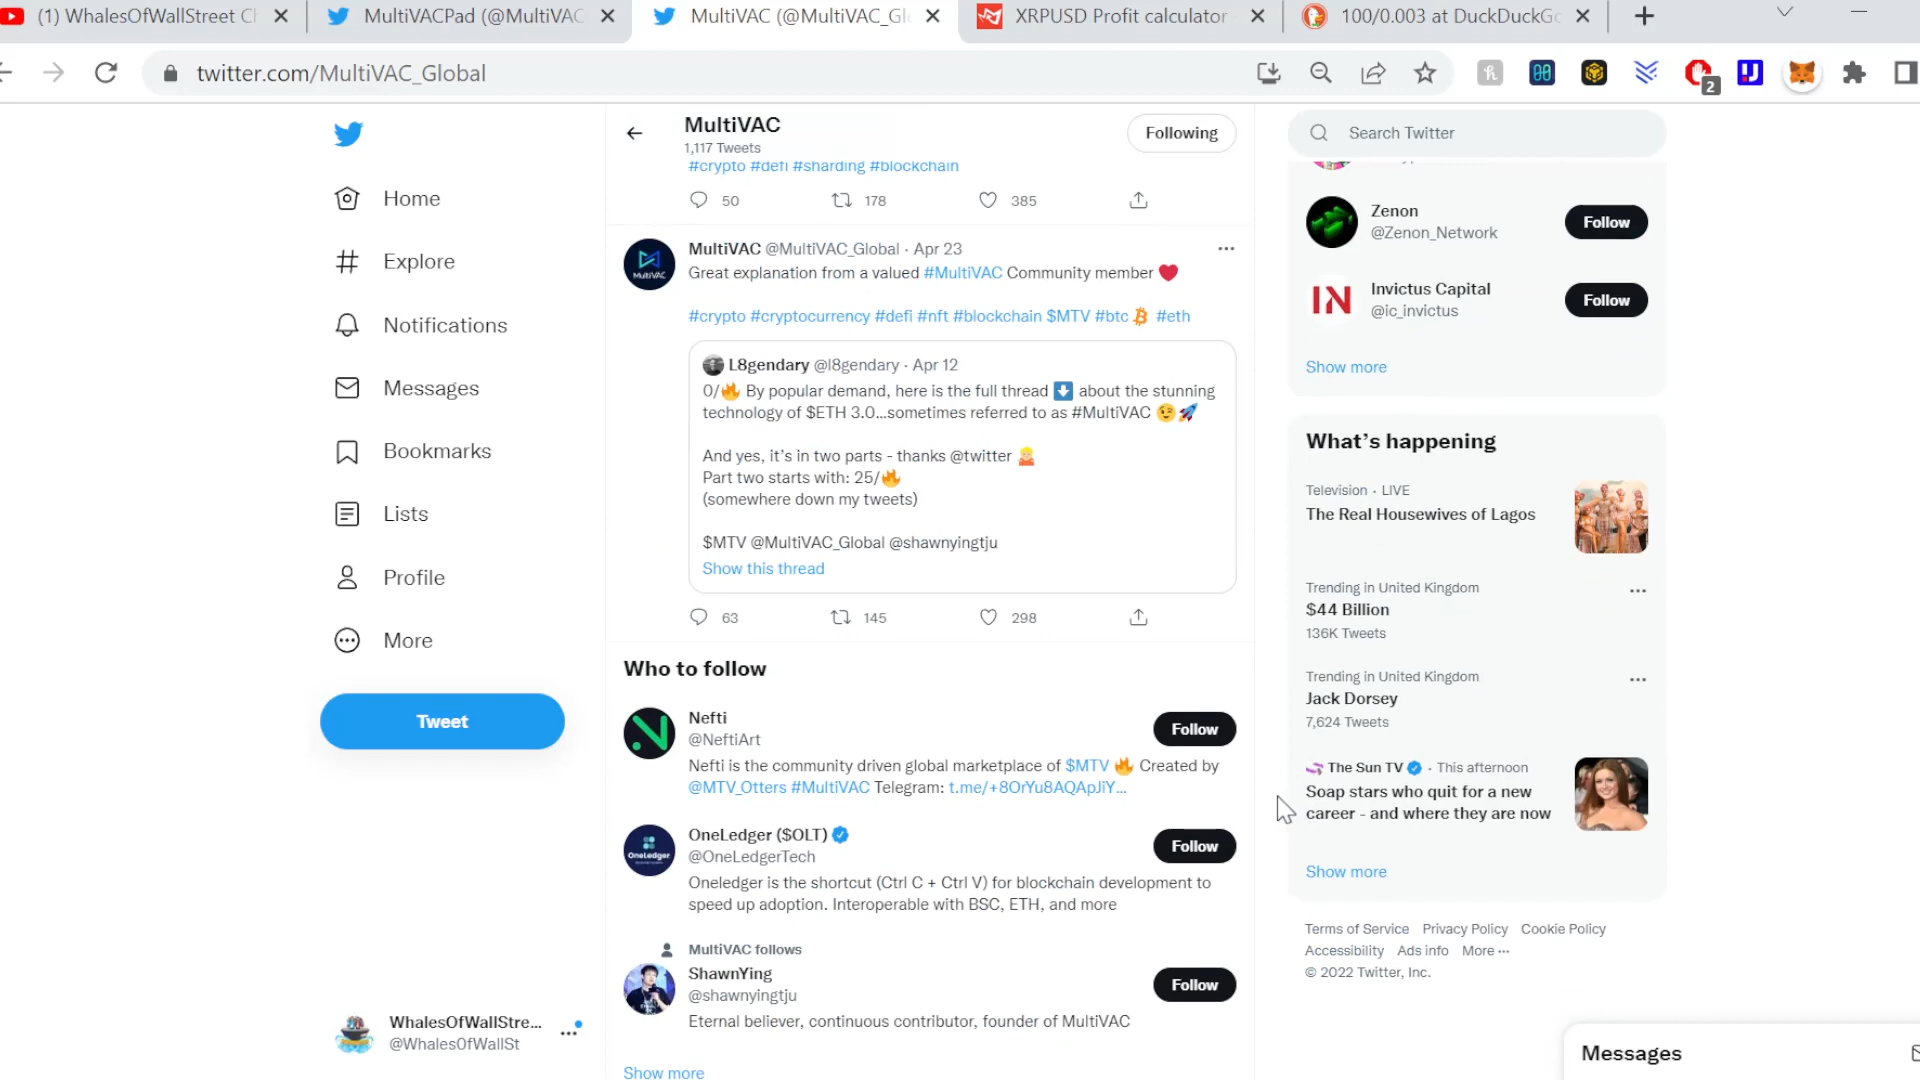 (1) WhalesOfWallStreet Ch
MultiVACPad (@MultiVAC
MultiVAC (@MultiVAC_Glo
XRPUSD Profit calculator
100/0.003 at DuckDuckGo
twitter.com/MultiVAC_Global
2
MultiVAC
1,117 Tweets
Following
Search Twitter
Home
Explore
Notifications
Messages
Bookmarks
Lists
Profile
More
Tweet
WhalesOfWallStre...
@WhalesOfWallSt
#crypto #defi #sharding #blockchain
50 178 385
MultiVAC @MultiVAC_Global · Apr 23
Great explanation from a valued #MultiVAC Community member ❤️
#crypto #cryptocurrency #defi #nft #blockchain $MTV #btc #eth
MultiVAC
L8gendary @l8gendary · Apr 12
0/🔥 By popular demand, here is the full thread ⬇️ about the stunning
technology of $ETH 3.0...sometimes referred to as #MultiVAC 😉🚀
And yes, it's in two parts - thanks @twitter
Part two starts with: 25/🔥
(somewhere down my tweets)
$MTV @MultiVAC_Global @shawnyingtju
Show this thread
63 145 298
Who to follow
Nefti
@NeftiArt
Follow
Nefti is the community driven global marketplace of $MTV 🔥 Created by
@MTV_Otters #MultiVAC Telegram: t.me/+8OrYu8AQApJiY...
OneLedger ($OLT)
@OneLedgerTech
Follow
OneLedger
Oneledger is the shortcut (Ctrl C + Ctrl V) for blockchain development to
speed up adoption. Interoperable with BSC, ETH, and more
MultiVAC follows
ShawnYing
@shawnyingtju
Follow
Eternal believer, continuous contributor, founder of MultiVAC
Show more
Zenon
@Zenon_Network
Follow
IN
Invictus Capital
@ic_invictus
Follow
Show more
What's happening
Television · LIVE
The Real Housewives of Lagos
Trending in United Kingdom
$44 Billion
136K Tweets
Trending in United Kingdom
Jack Dorsey
7,624 Tweets
The Sun TV · This afternoon
Soap stars who quit for a new
career - and where they are now
Show more
Terms of Service Privacy Policy Cookie Policy
Accessibility Ads info More ···
© 2022 Twitter, Inc.
Messages